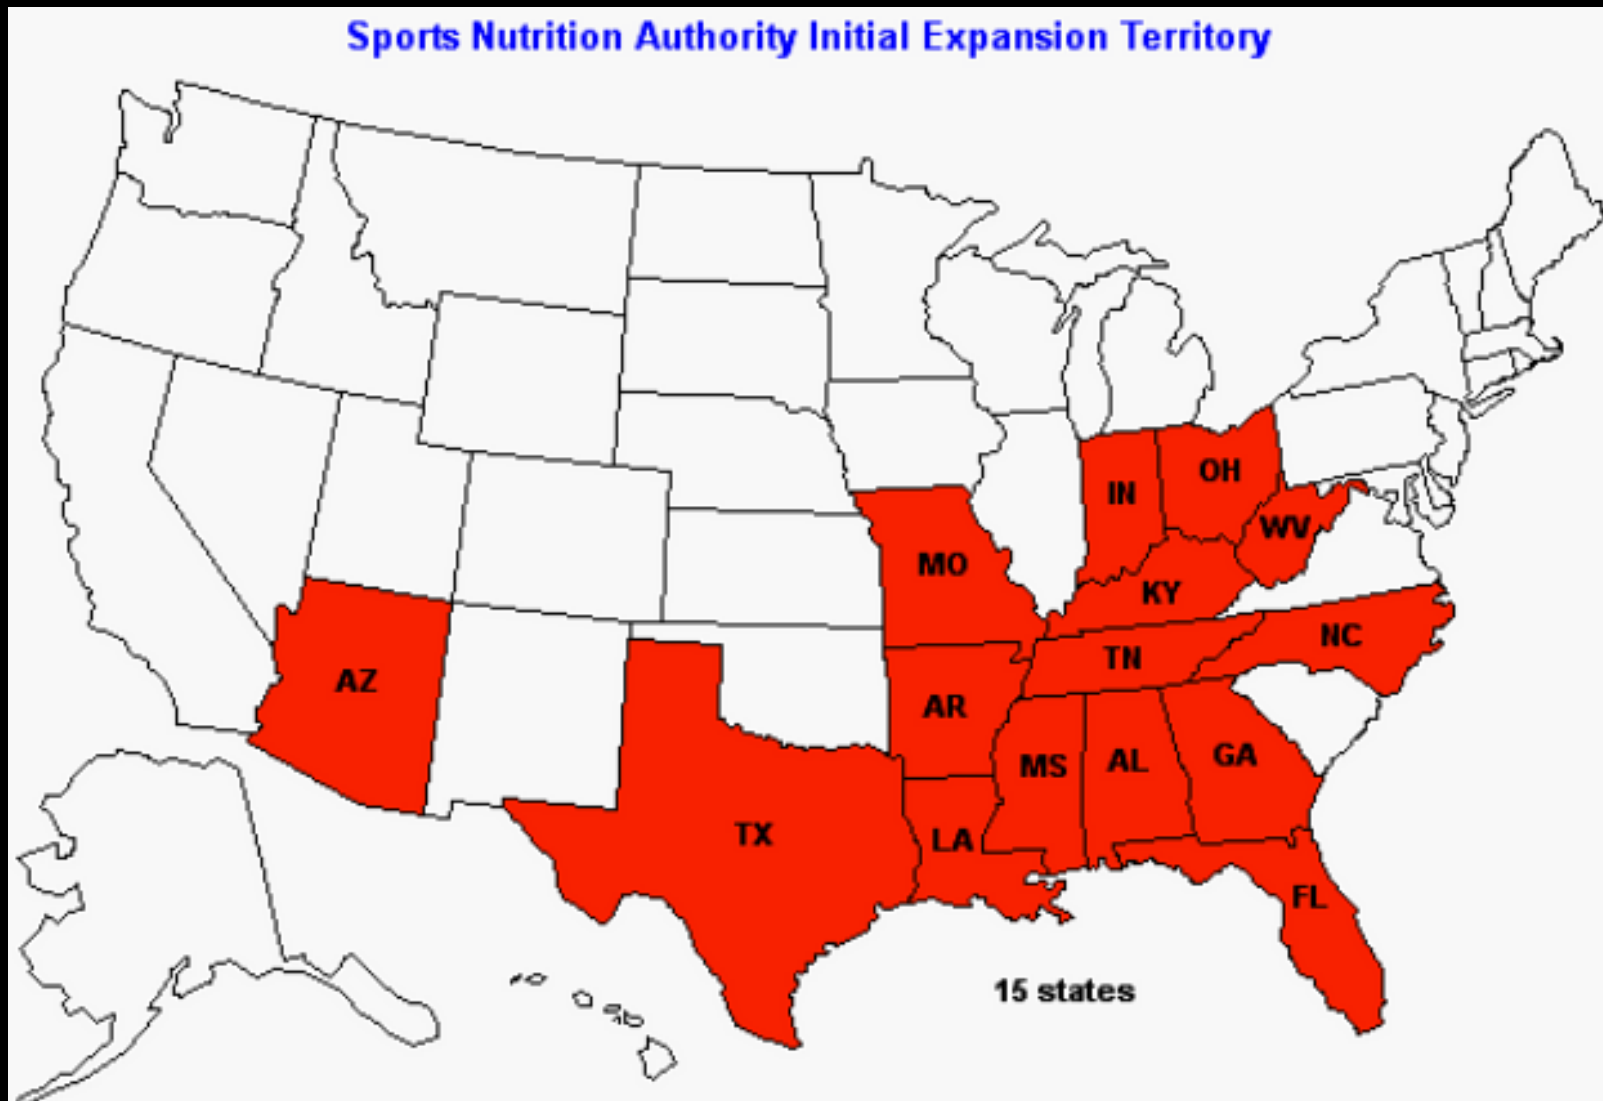 Sports Nutrition Authority Initial Expansion Territory
IN
OH
WV
MO
KY
NC
TN
AZ
AR
MS
AL
GA
TX
LA
FL
15 states